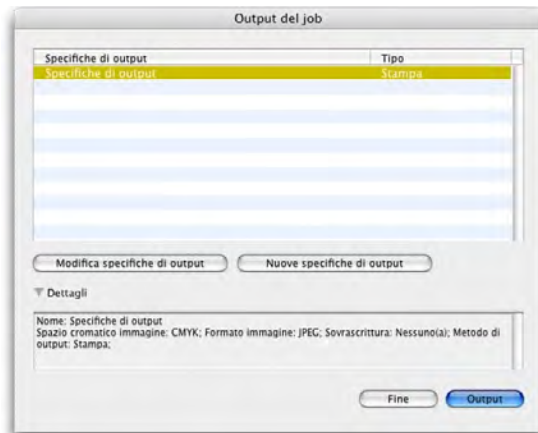 Output del job
Specifiche di output Tipo
Specifiche di output Stampa
Modifica specifiche di output Nuove specifiche di output
Dettagli
Nome: Specifiche di output
Spazio cromatico immagine: CMYK; Formato immagine: JPEG; Sovrascrittura: Nessuno(a); Metodo di
output: Stampa;
Fine Output